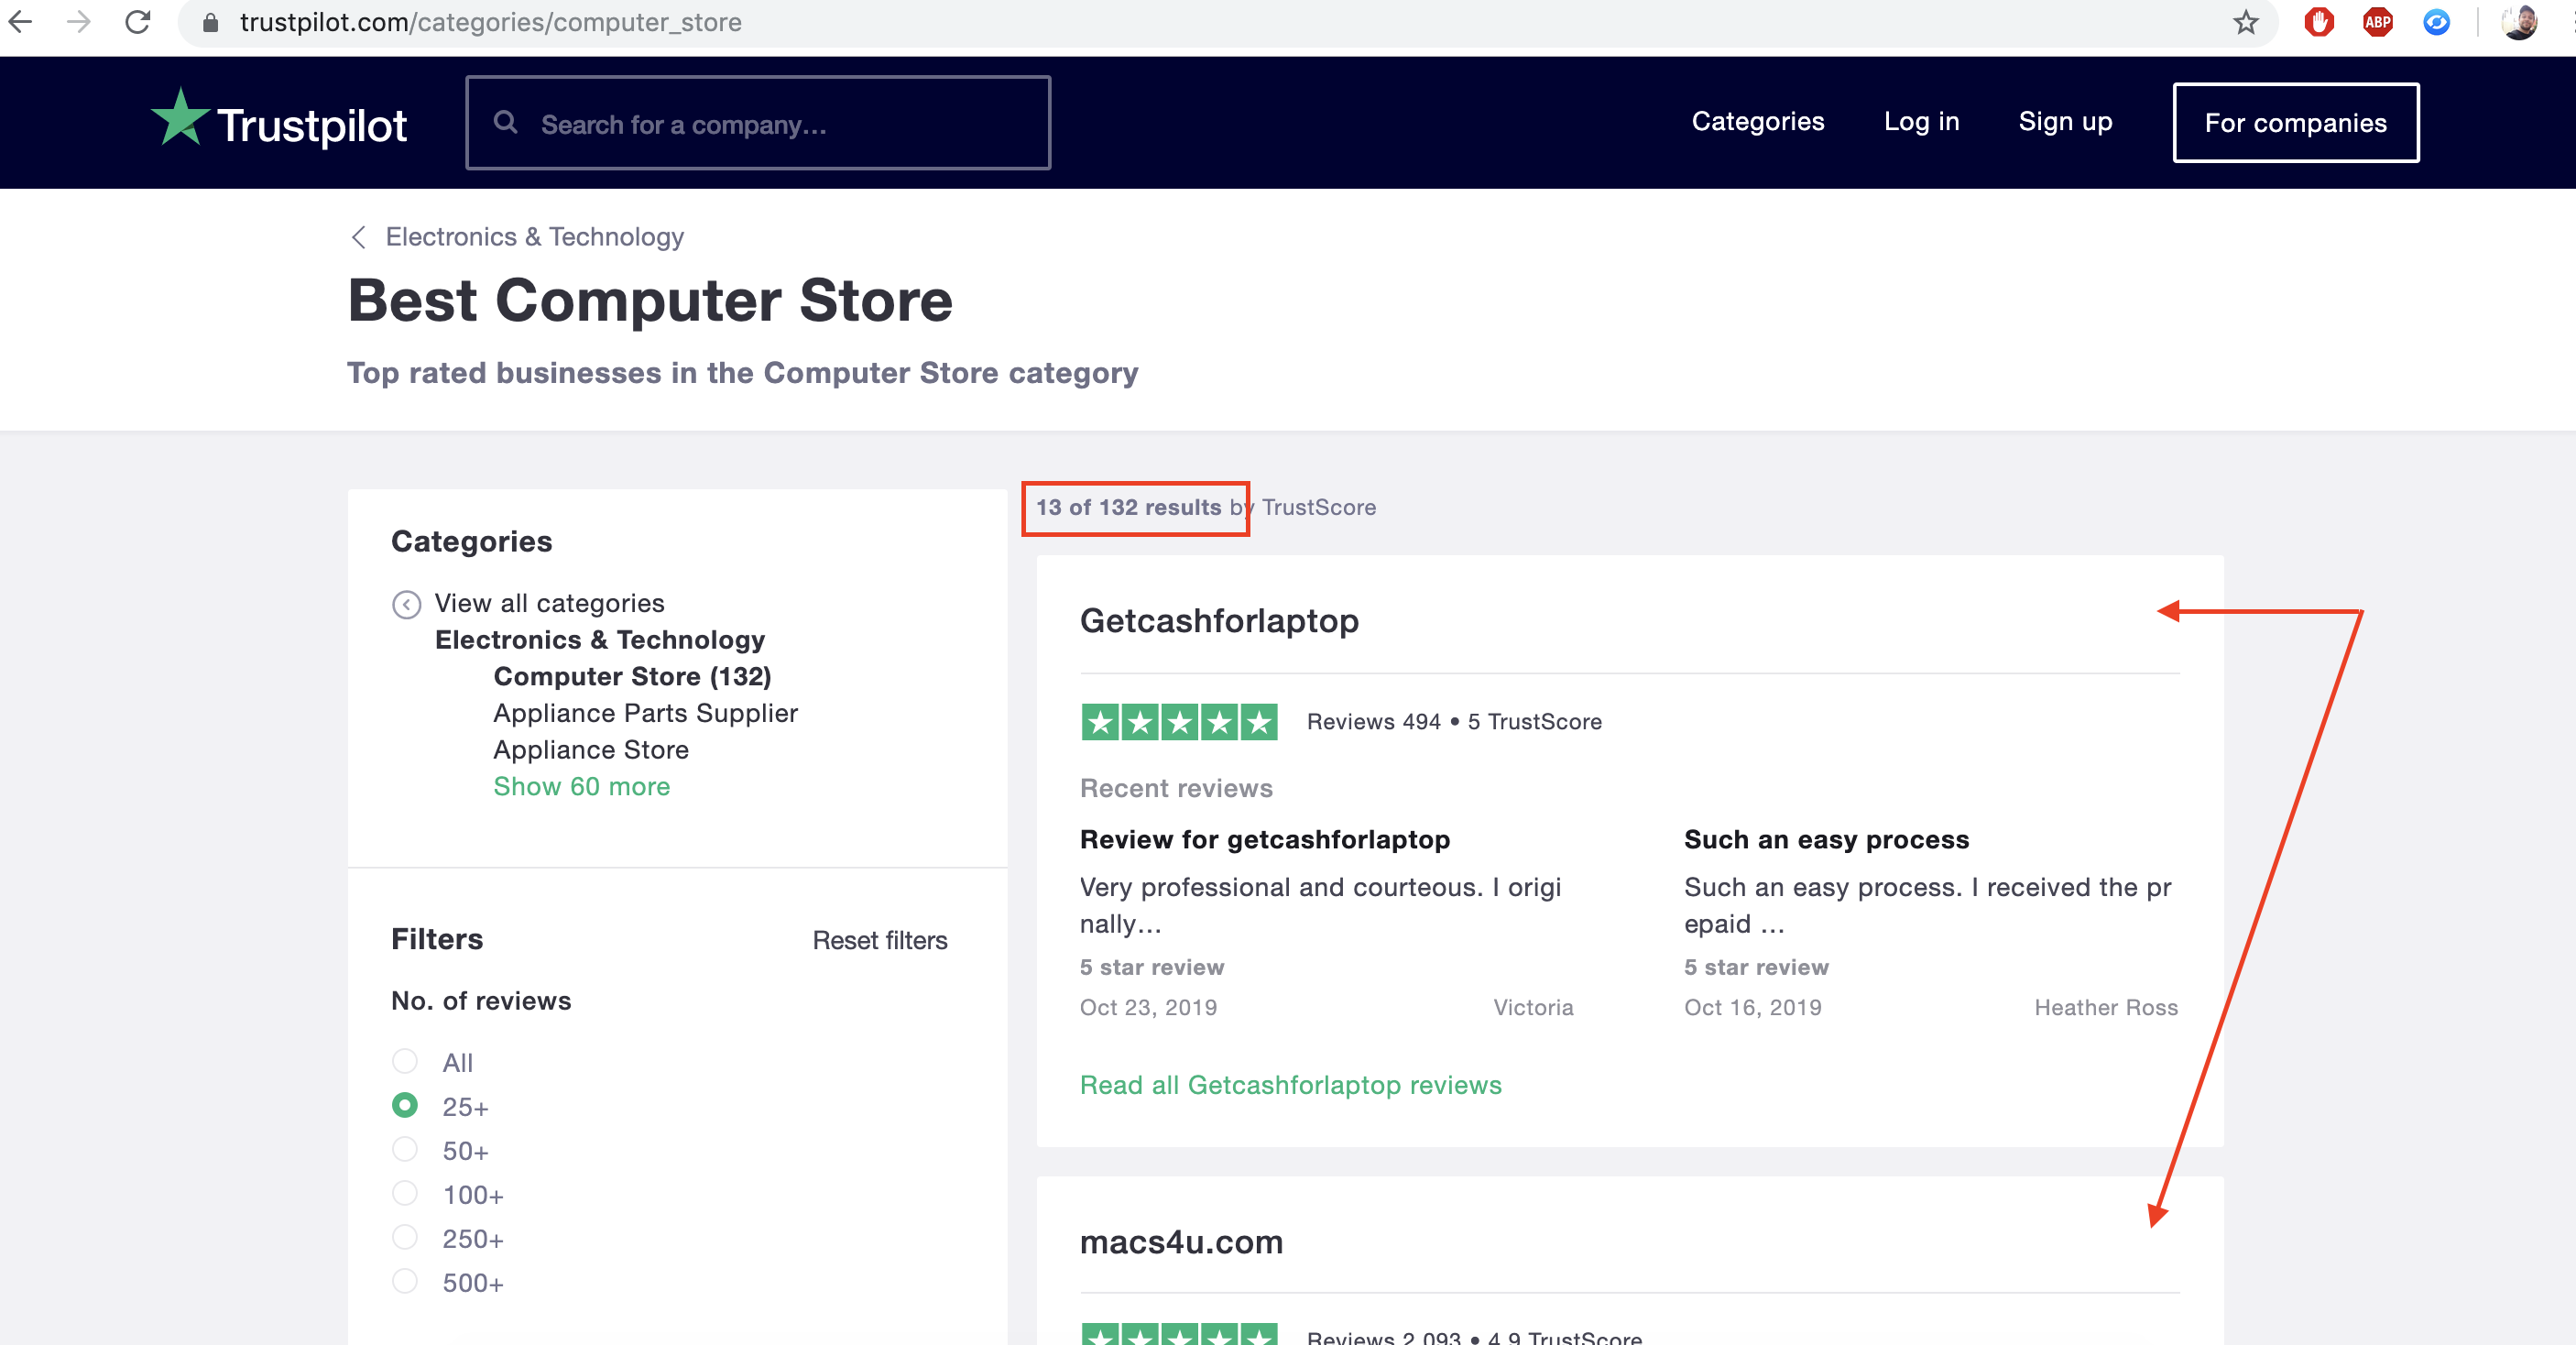 trustpilot.com/categories/computer_store
ABP
Trustpilot
Search for a company...
Categories
Log in
Sign up
For companies
Electronics & Technology
Best Computer Store
Top rated businesses in the Computer Store category
Categories
View all categories
Electronics & Technology
Computer Store (132)
Appliance Parts Supplier
Appliance Store
Show 60 more
Filters
Reset filters
No. of reviews
All
25+
50+
100+
250+
500+
13 of 132 results by TrustScore
Getcashforlaptop
Reviews 494 • 5 TrustScore
Recent reviews
Review for getcashforlaptop
Very professional and courteous. I origi
nally...
5 star review
Oct 23, 2019
Victoria
Such an easy process
Such an easy process. I received the pr
epaid ...
5 star review
Oct 16, 2019
Heather Ross
Read all Getcashforlaptop reviews
macs4u.com
Reviews 2,093 • 4.9 TrustScore